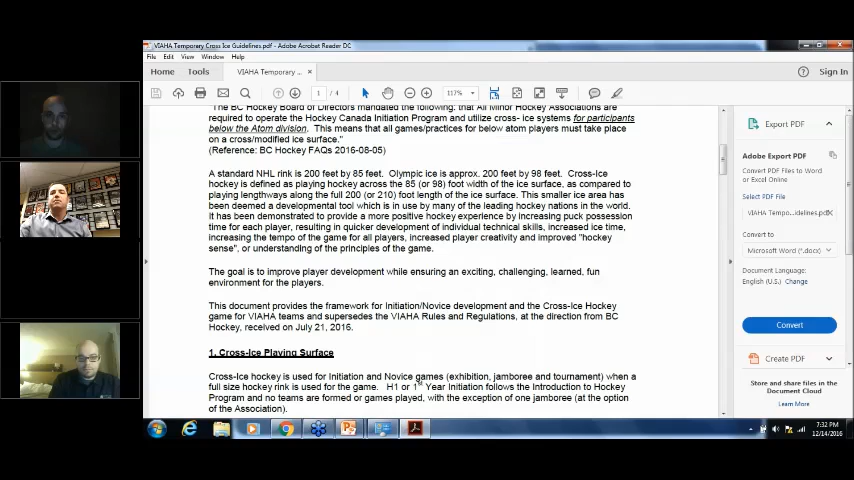 VIAHA Temporary Cross Ice Guidelines.pdf - Adobe Acrobat Reader DC
File Edit View Window Help
Home Tools VIAHA Temporary ... × Sign In
1 / 4 117%
"The BC Hockey Board of Directors mandated the following: that All Minor Hockey Associations are
required to operate the Hockey Canada Initiation Program and utilize cross- ice systems for participants
below the Atom division. This means that all games/practices for below atom players must take place
on a cross/modified ice surface."
(Reference: BC Hockey FAQs 2016-08-05)
A standard NHL rink is 200 feet by 85 feet. Olympic ice is approx. 200 feet by 98 feet. Cross-Ice
hockey is defined as playing hockey across the 85 (or 98) foot width of the ice surface, as compared to
playing lengthways along the full 200 (or 210) foot length of the ice surface. This smaller ice area has
been deemed a developmental tool which is in use by many of the leading hockey nations in the world.
It has been demonstrated to provide a more positive hockey experience by increasing puck possession
time for each player, resulting in quicker development of individual technical skills, increased ice time,
increasing the tempo of the game for all players, increased player creativity and improved "hockey
sense", or understanding of the principles of the game.
The goal is to improve player development while ensuring an exciting, challenging, learned, fun
environment for the players.
This document provides the framework for Initiation/Novice development and the Cross-Ice Hockey
game for VIAHA teams and supersedes the VIAHA Rules and Regulations, at the direction from BC
Hockey, received on July 21, 2016.
1. Cross-Ice Playing Surface
Cross-Ice hockey is used for Initiation and Novice games (exhibition, jamboree and tournament) when a
full size hockey rink is used for the game. H1 or 1st Year Initiation follows the Introduction to Hockey
Program and no teams are formed or games played, with the exception of one jamboree (at the option
of the Association).
Export PDF
Adobe Export PDF
Convert PDF Files to Word
or Excel Online
Select PDF File
VIAHA Tempo...idelines.pdf
Convert to
Microsoft Word (*.docx)
Document Language:
English (U.S.) Change
Convert
Create PDF
Store and share files in the
Document Cloud
Learn More
7:32 PM
12/14/2016